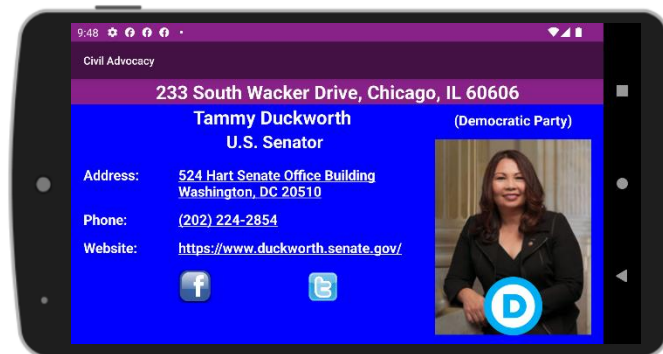 9:48
Civil Advocacy
233 South Wacker Drive, Chicago, IL 60606
Tammy Duckworth
(Democratic Party)
U.S. Senator
Address:
524 Hart Senate Office Building
Washington, DC 20510
Phone:
(202) 224-2854
Website:
https://www.duckworth.senate.gov/
f
t
D